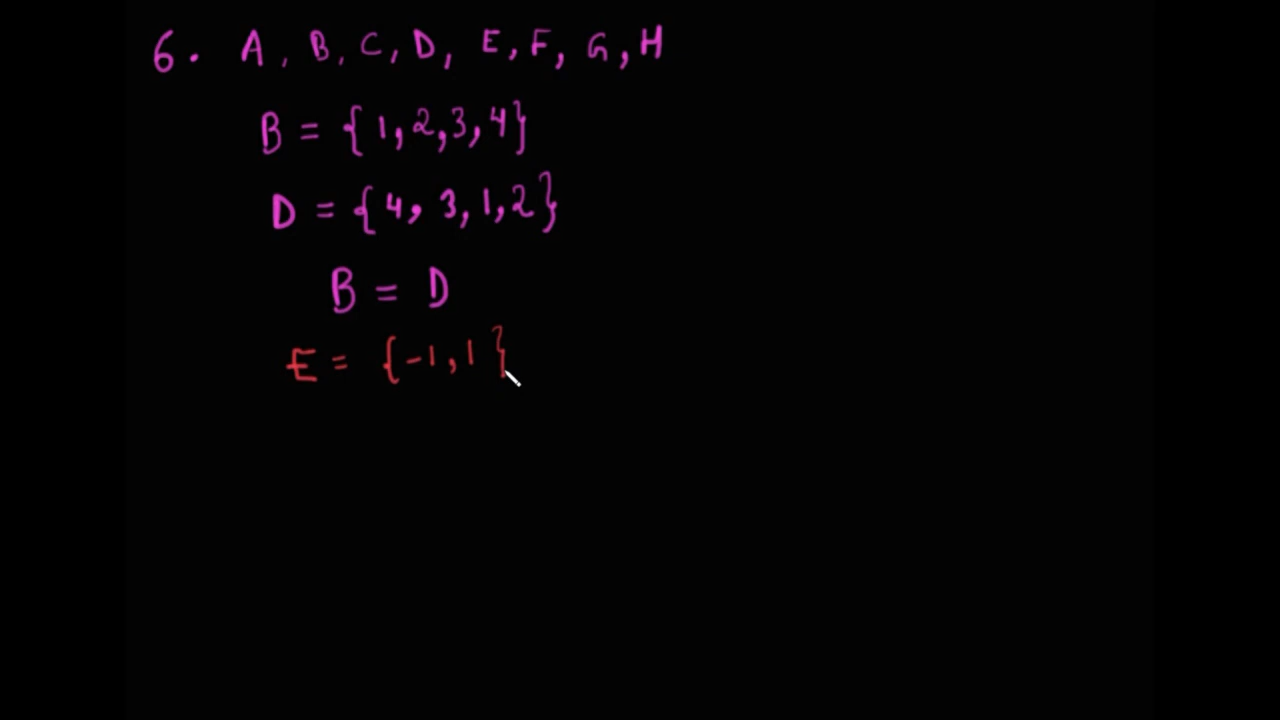 6. A, B, C, D, E, F, G, H
B = {1,2,3,4}
D = {4, 3, 1, 2}
B = D
E = {-1, 1}